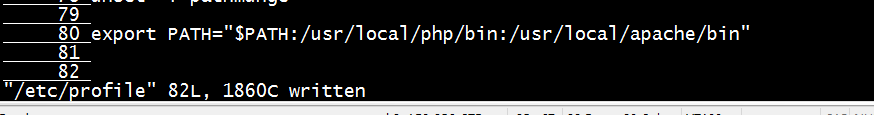 79
80 export PATH="$PATH:/usr/local/php/bin:/usr/local/apache/bin"
81
82
"/etc/profile" 82L, 1860C written